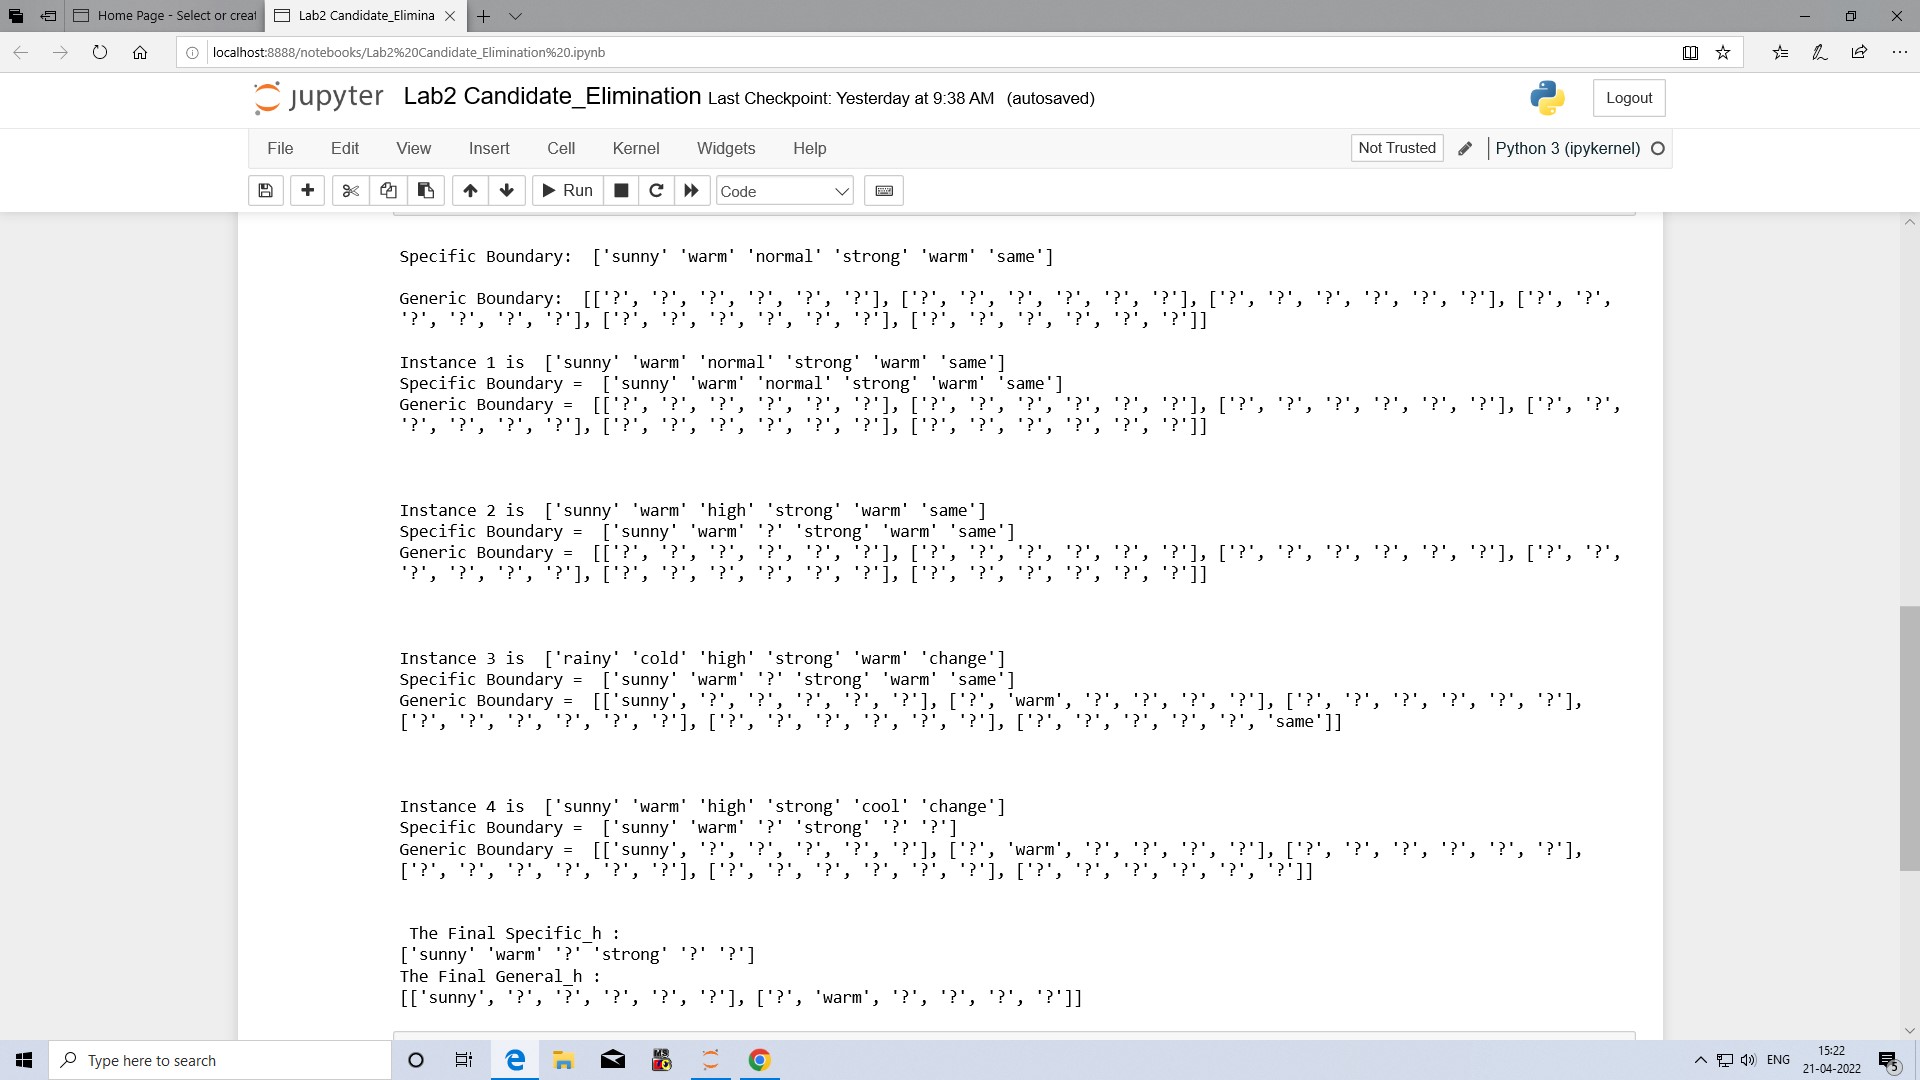 Home Page - Select or creat
Lab2 Candidate_Elimina
localhost:8888/notebooks/Lab2%20Candidate_Elimination%20.ipynb
jupyter Lab2 Candidate_Elimination Last Checkpoint: Yesterday at 9:38 AM (autosaved)
Logout
File Edit View Insert Cell Kernel Widgets Help
Not Trusted Python 3 (ipykernel)
Run Code
Specific Boundary:  ['sunny' 'warm' 'normal' 'strong' 'warm' 'same']
Generic Boundary:  [['?', '?', '?', '?', '?', '?'], ['?', '?', '?', '?', '?', '?'], ['?', '?', '?', '?', '?', '?'], ['?', '?',
'?', '?', '?', '?'], ['?', '?', '?', '?', '?', '?'], ['?', '?', '?', '?', '?', '?']]
Instance 1 is  ['sunny' 'warm' 'normal' 'strong' 'warm' 'same']
Specific Boundary =  ['sunny' 'warm' 'normal' 'strong' 'warm' 'same']
Generic Boundary =  [['?', '?', '?', '?', '?', '?'], ['?', '?', '?', '?', '?', '?'], ['?', '?', '?', '?', '?', '?'], ['?', '?',
'?', '?', '?', '?'], ['?', '?', '?', '?', '?', '?'], ['?', '?', '?', '?', '?', '?']]
Instance 2 is  ['sunny' 'warm' 'high' 'strong' 'warm' 'same']
Specific Boundary =  ['sunny' 'warm' '?' 'strong' 'warm' 'same']
Generic Boundary =  [['?', '?', '?', '?', '?', '?'], ['?', '?', '?', '?', '?', '?'], ['?', '?', '?', '?', '?', '?'], ['?', '?',
'?', '?', '?', '?'], ['?', '?', '?', '?', '?', '?'], ['?', '?', '?', '?', '?', '?']]
Instance 3 is  ['rainy' 'cold' 'high' 'strong' 'warm' 'change']
Specific Boundary =  ['sunny' 'warm' '?' 'strong' 'warm' 'same']
Generic Boundary =  [['sunny', '?', '?', '?', '?', '?'], ['?', 'warm', '?', '?', '?', '?'], ['?', '?', '?', '?', '?', '?'],
['?', '?', '?', '?', '?', '?'], ['?', '?', '?', '?', '?', '?'], ['?', '?', '?', '?', '?', 'same']]
Instance 4 is  ['sunny' 'warm' 'high' 'strong' 'cool' 'change']
Specific Boundary =  ['sunny' 'warm' '?' 'strong' '?' '?']
Generic Boundary =  [['sunny', '?', '?', '?', '?', '?'], ['?', 'warm', '?', '?', '?', '?'], ['?', '?', '?', '?', '?', '?'],
['?', '?', '?', '?', '?', '?'], ['?', '?', '?', '?', '?', '?'], ['?', '?', '?', '?', '?', '?']]
The Final Specific_h :
['sunny' 'warm' '?' 'strong' '?' '?']
The Final General_h :
[['sunny', '?', '?', '?', '?', '?'], ['?', 'warm', '?', '?', '?', '?']]
Type here to search
ENG
15:22
21-04-2022
5